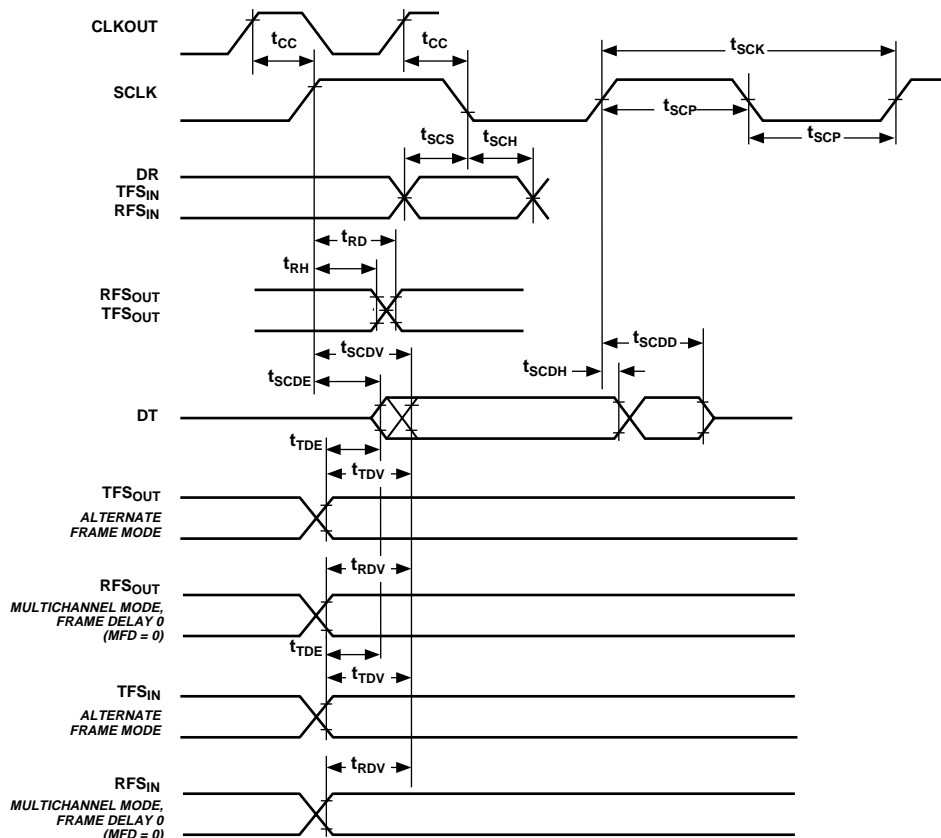 CLKOUT
tCC
tCC
tSCK
SCLK
tSCP
tSCP
tSCS
tSCH
DR
TFSIN
RFSIN
tRD
tRH
RFSOUT
TFSOUT
tSCDV
tSCDD
tSCDH
tSCDE
DT
tTDE
tTDV
TFSOUT
ALTERNATE
FRAME MODE
tRDV
RFSOUT
MULTICHANNEL MODE,
FRAME DELAY 0
(MFD = 0)
tTDE
tTDV
TFSIN
ALTERNATE
FRAME MODE
tRDV
RFSIN
MULTICHANNEL MODE,
FRAME DELAY 0
(MFD = 0)